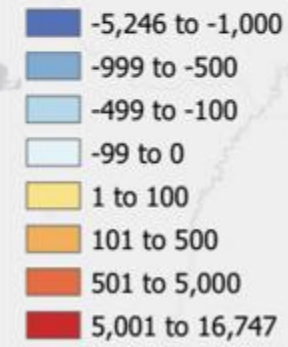 -5,246 to -1,000
-999 to -500
-499 to -100
-99 to 0
1 to 100
101 to 500
501 to 5,000
5,001 to 16,747